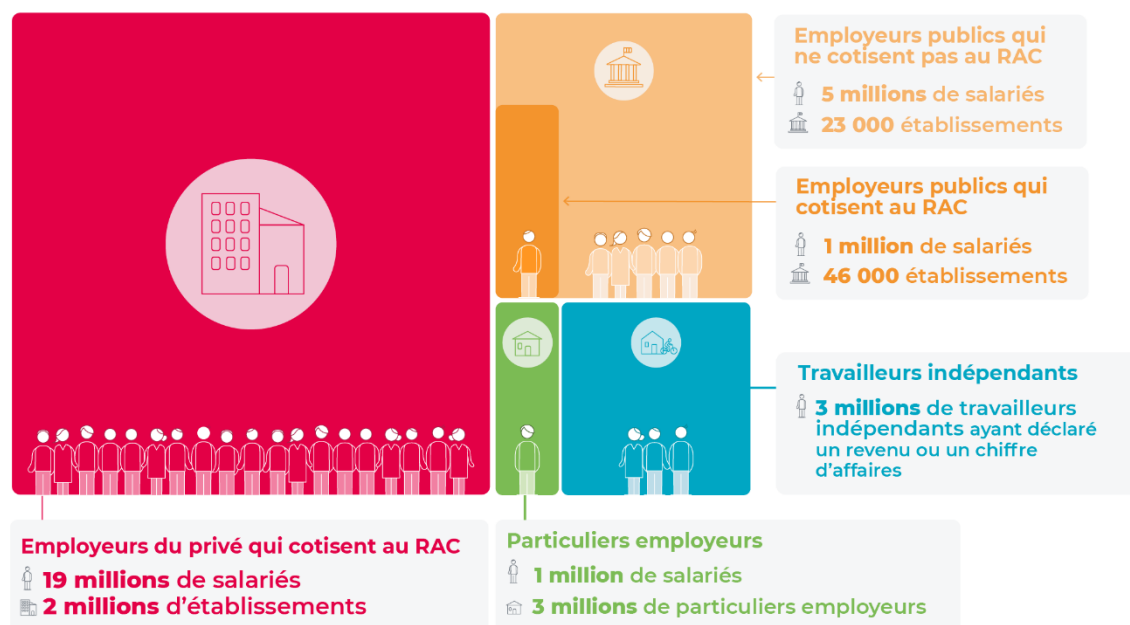 Employeurs publics qui
ne cotisent pas au RAC
5 millions de salariés
23 000 établissements
Employeurs publics qui
cotisent au RAC
1 million de salariés
46 000 établissements
Travailleurs indépendants
3 millions de travailleurs
indépendants ayant déclaré
un revenu ou un chiffre
d’affaires
Employeurs du privé qui cotisent au RAC
19 millions de salariés
2 millions d’établissements
Particuliers employeurs
1 million de salariés
3 millions de particuliers employeurs